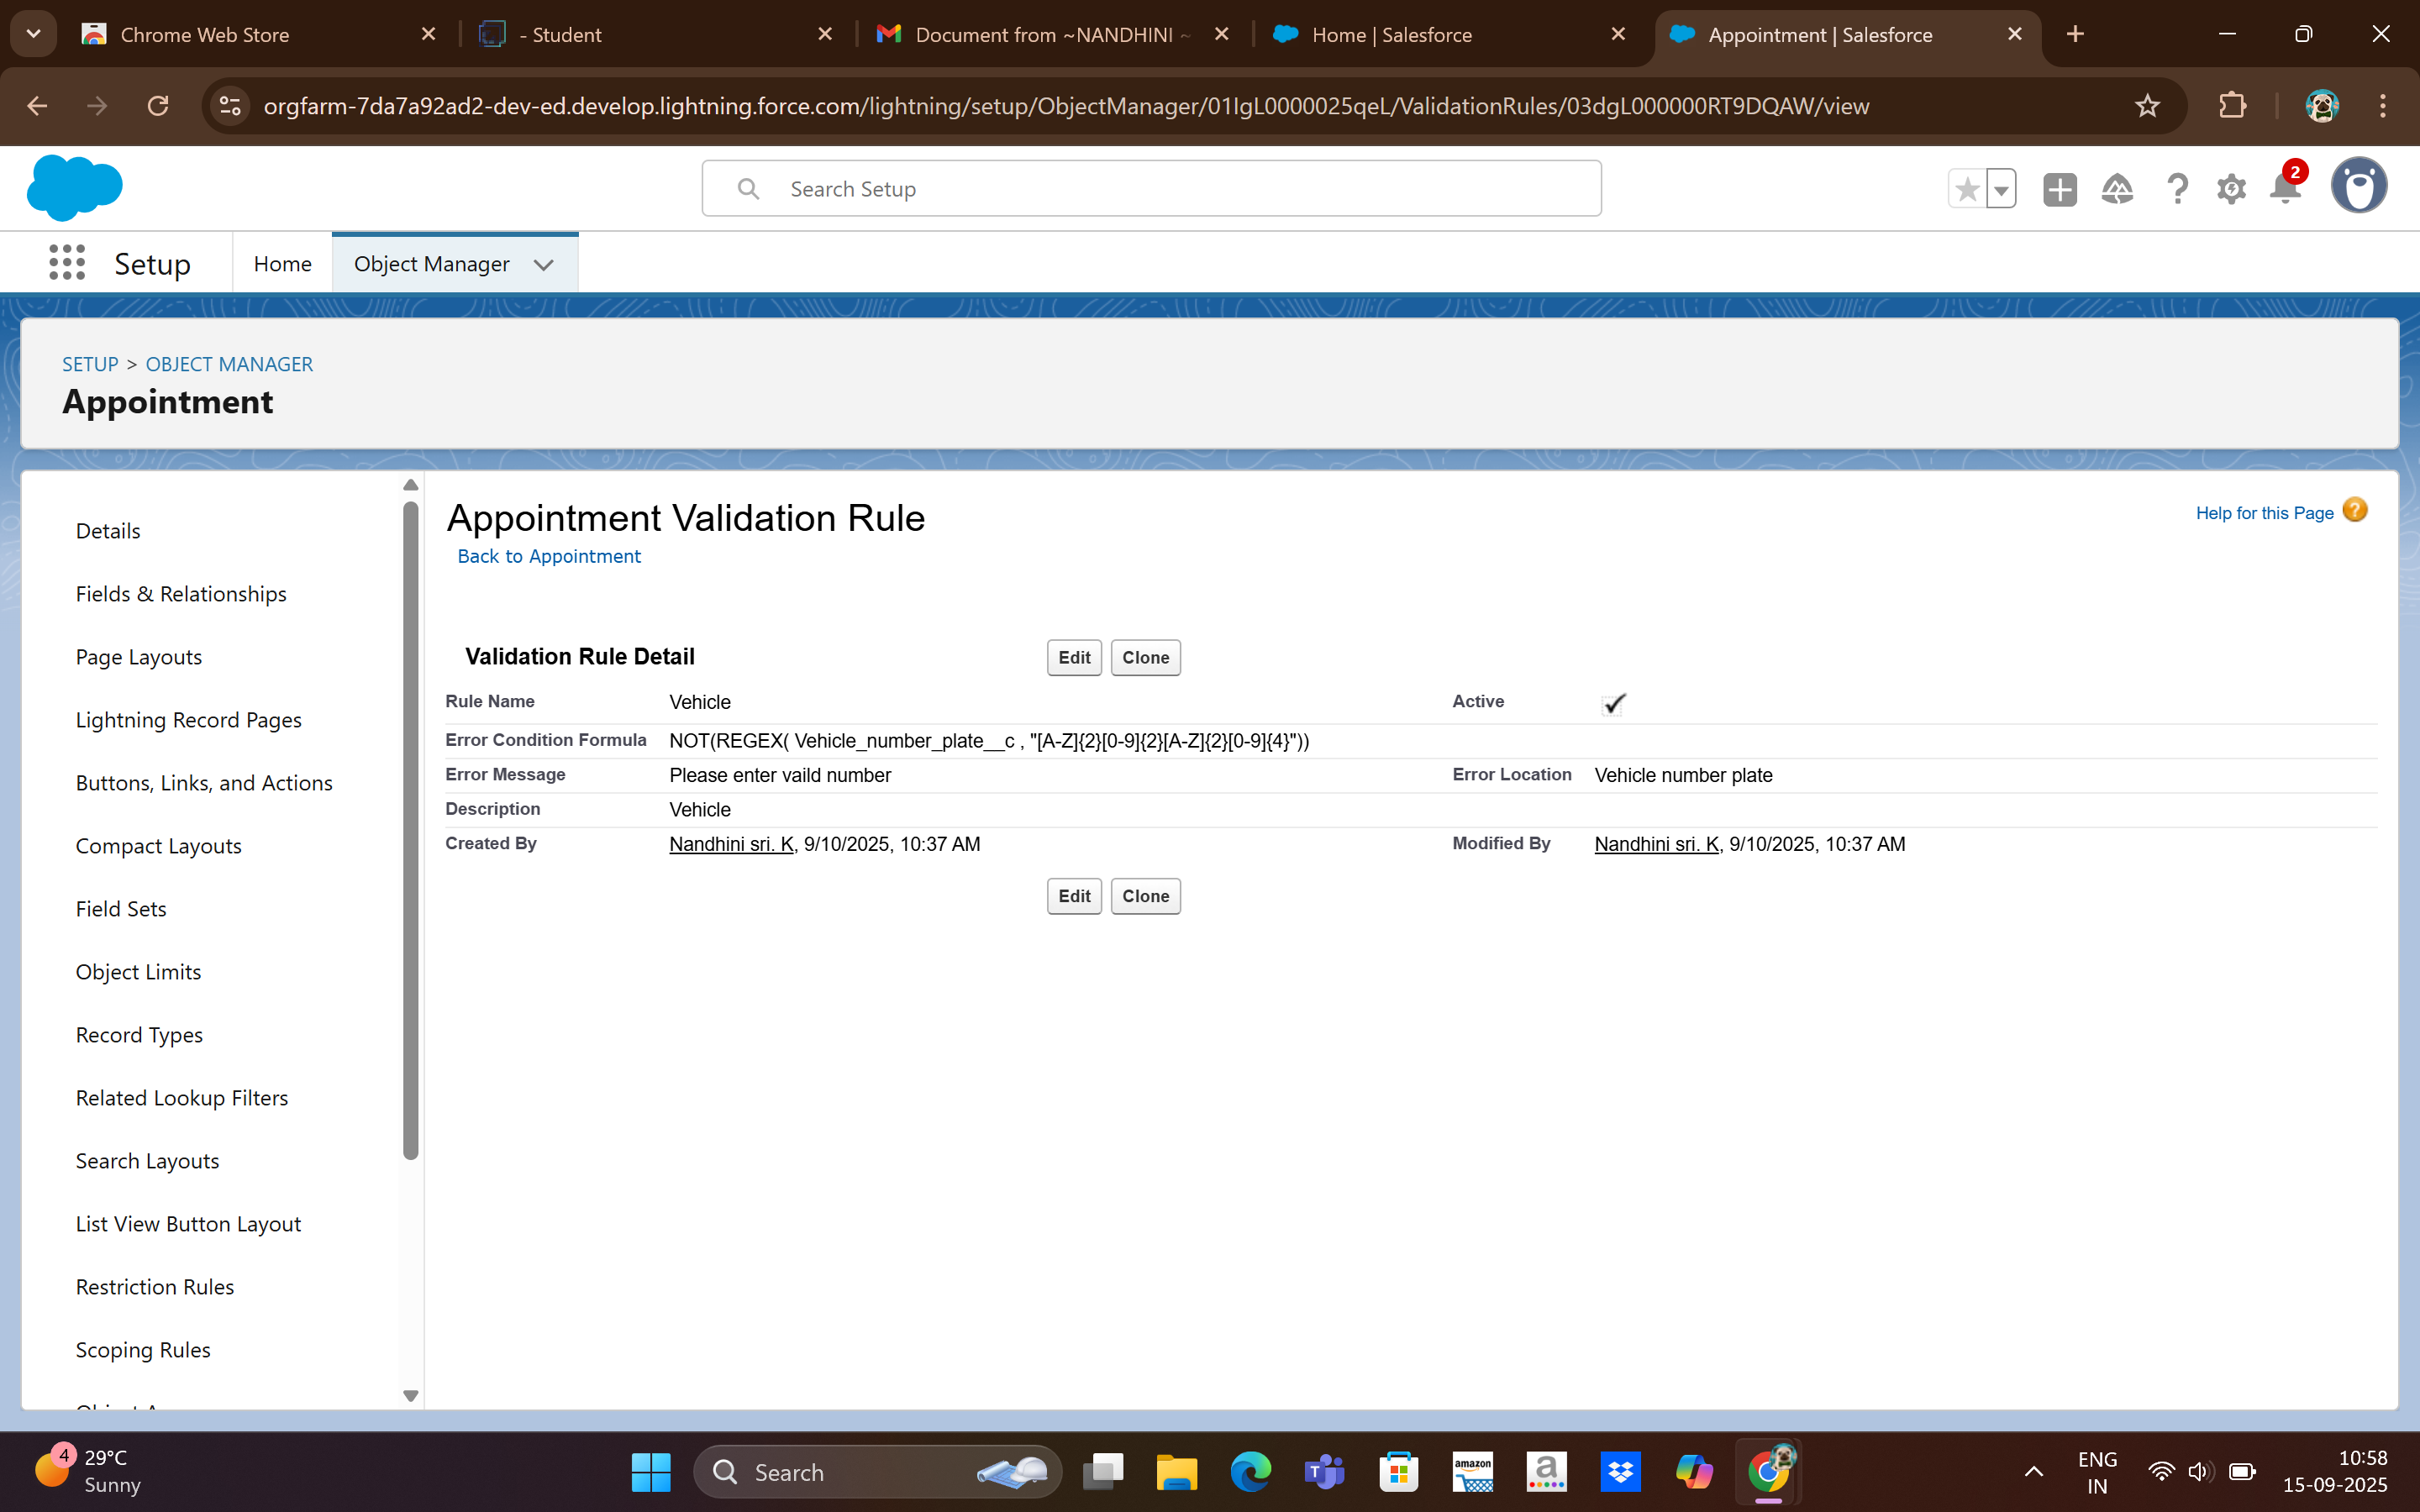 Chrome Web Store
- Student
Document from ~NANDHINI ~
Home | Salesforce
Appointment | Salesforce
orgfarm-7da7a92ad2-dev-ed.develop.lightning.force.com/lightning/setup/ObjectManager/01IgL0000025qeL/ValidationRules/03dgL000000RT9DQAW/view
Search Setup
2
Setup
Home
Object Manager
SETUP > OBJECT MANAGER
Appointment
Details
Fields & Relationships
Page Layouts
Lightning Record Pages
Buttons, Links, and Actions
Compact Layouts
Field Sets
Object Limits
Record Types
Related Lookup Filters
Search Layouts
List View Button Layout
Restriction Rules
Scoping Rules
Appointment Validation Rule
Help for this Page ?
Back to Appointment
Validation Rule Detail
Edit
Clone
Rule Name Vehicle Active
Error Condition Formula NOT(REGEX( Vehicle_number_plate__c , "[A-Z]{2}[0-9]{2}[A-Z]{2}[0-9]{4}"))
Error Message Please enter vaild number Error Location Vehicle number plate
Description Vehicle
Created By Nandhini sri. K, 9/10/2025, 10:37 AM Modified By Nandhini sri. K, 9/10/2025, 10:37 AM
Edit
Clone
4
29°C
Sunny
Search
T
amazon
a
ENG
IN
10:58
15-09-2025